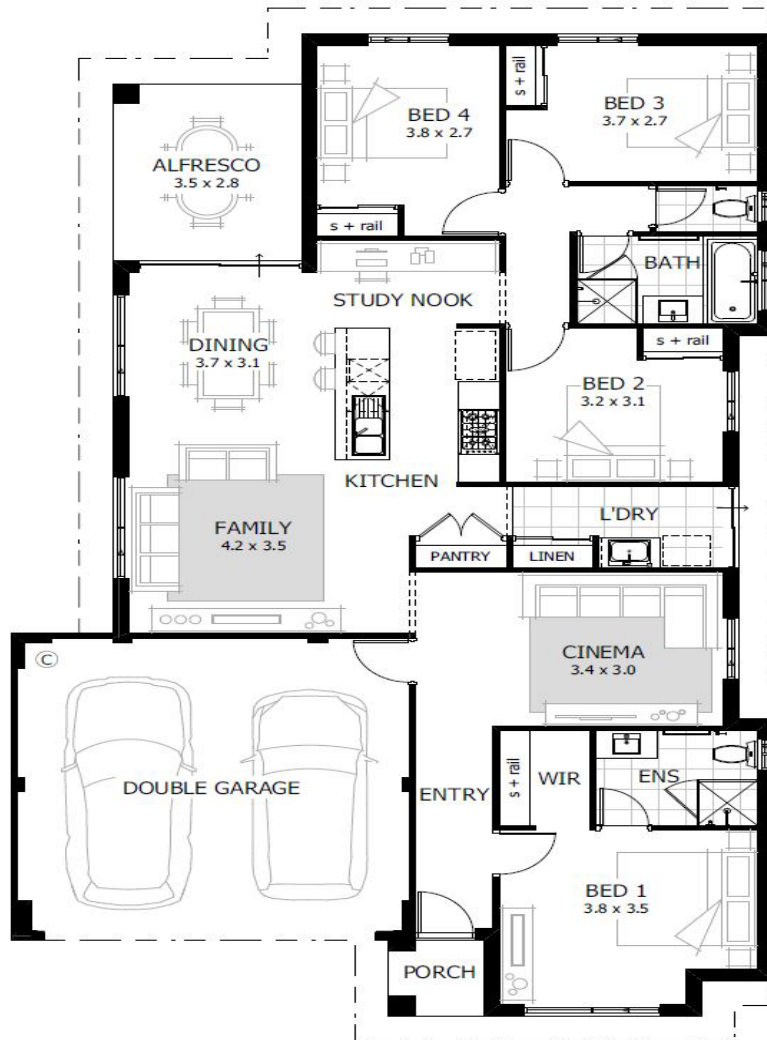 BED 4
3.8 x 2.7
s + rail
BED 3
3.7 x 2.7
ALFRESCO
3.5 x 2.8
s + rail
BATH
STUDY NOOK
DINING
3.7 x 3.1
s + rail
BED 2
3.2 x 3.1
KITCHEN
FAMILY
4.2 x 3.5
L'DRY
PANTRY
LINEN
CINEMA
3.4 x 3.0
C
DOUBLE GARAGE
ENTRY
s + rail
WIR
ENS
BED 1
3.8 x 3.5
PORCH